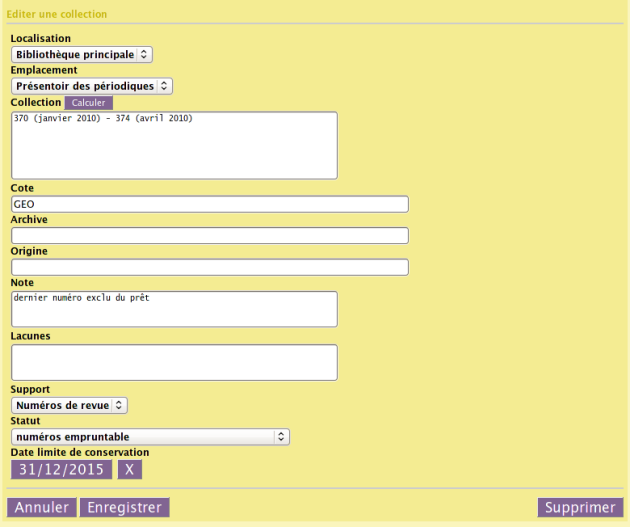 Editer une collection
Localisation
Bibliothèque principale
Emplacement
Présentoir des périodiques
Collection Calculer
370 (janvier 2010) - 374 (avril 2010)
Cote
GEO
Archive
Origine
Note
dernier numéro exclu du prêt
Lacunes
Support
Numéros de revue
Statut
numéros empruntable
Date limite de conservation
31/12/2015 X
Annuler Enregistrer Supprimer